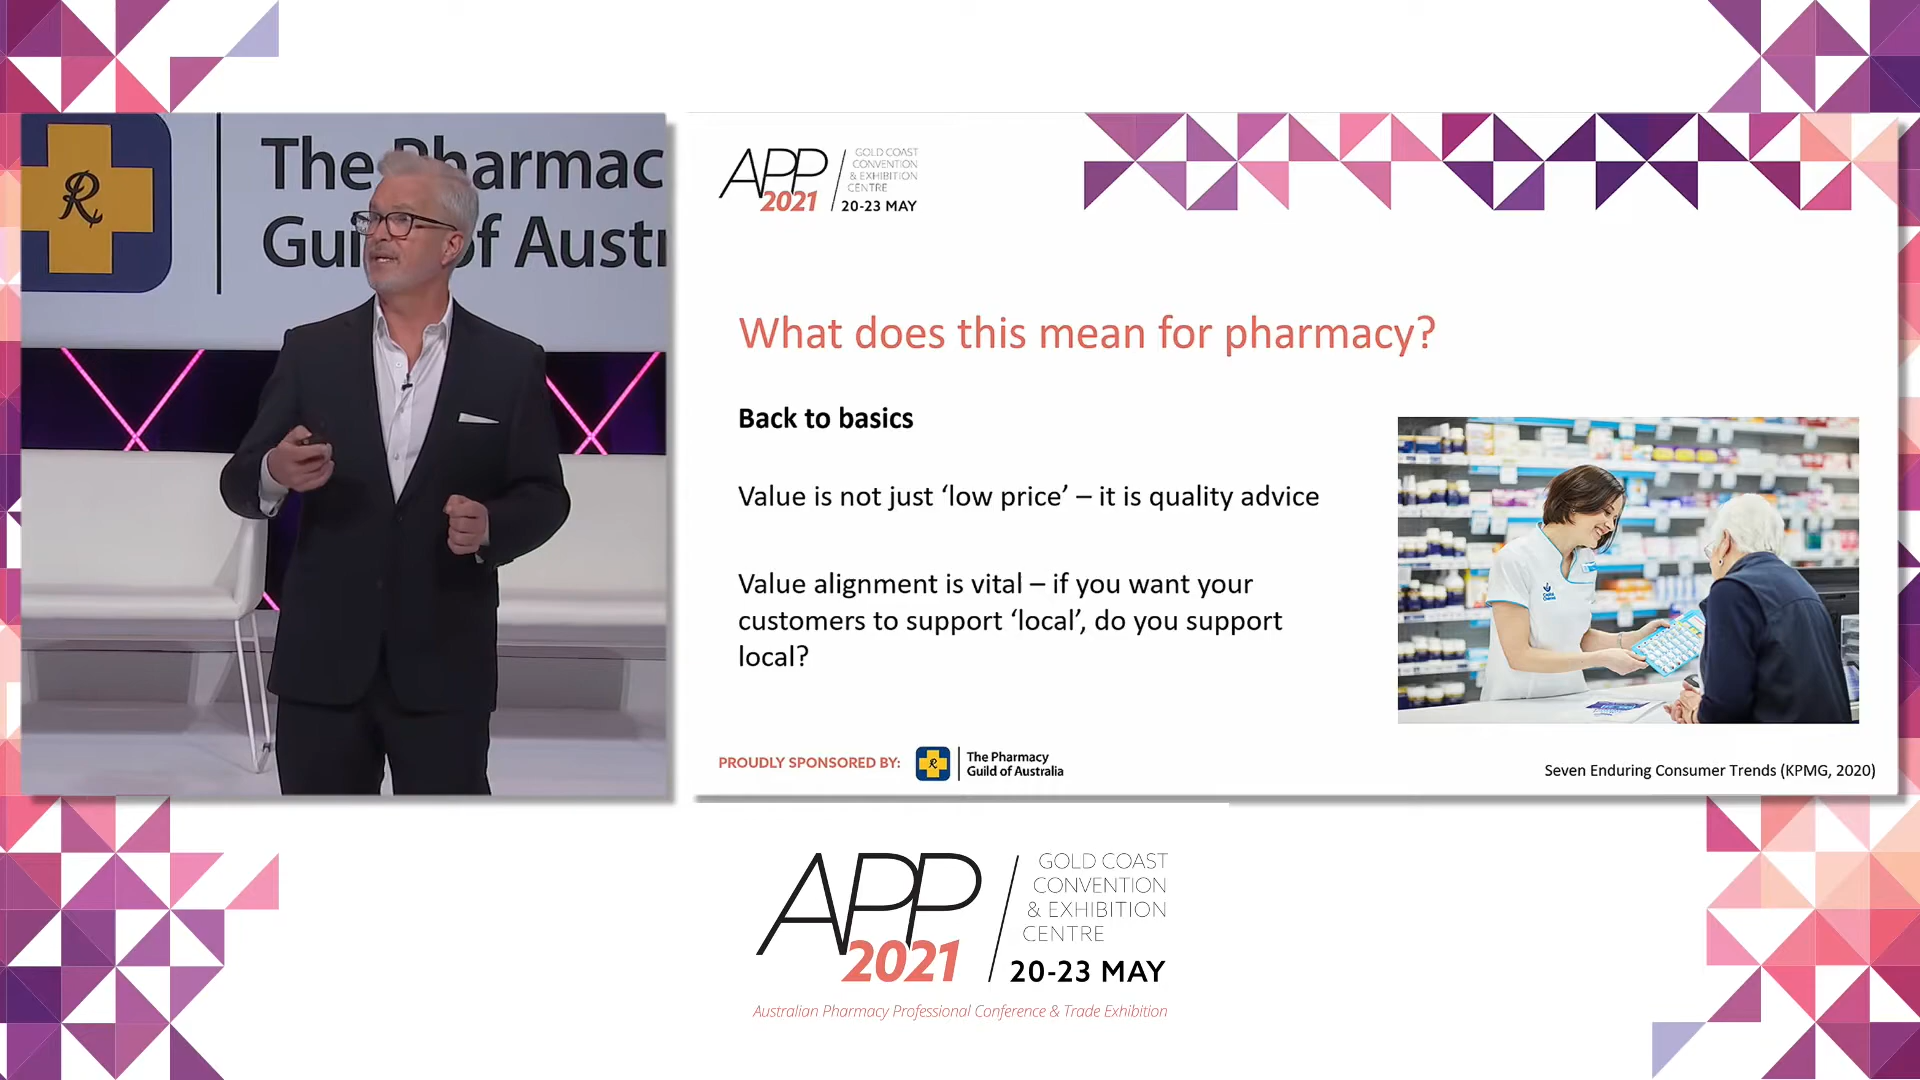 The Pharmac
Guil of Austr
APP
2021
GOLD COAST
CONVENTION
& EXHIBITION
CENTRE
20-23 MAY
What does this mean for pharmacy?
Back to basics
Value is not just ‘low price’ – it is quality advice
Value alignment is vital – if you want your
customers to support ‘local’, do you support
local?
PROUDLY SPONSORED BY:
The Pharmacy
Guild of Australia
Seven Enduring Consumer Trends (KPMG, 2020)
APP
2021
GOLD COAST
CONVENTION
& EXHIBITION
CENTRE
20-23 MAY
Australian Pharmacy Professional Conference & Trade Exhibition